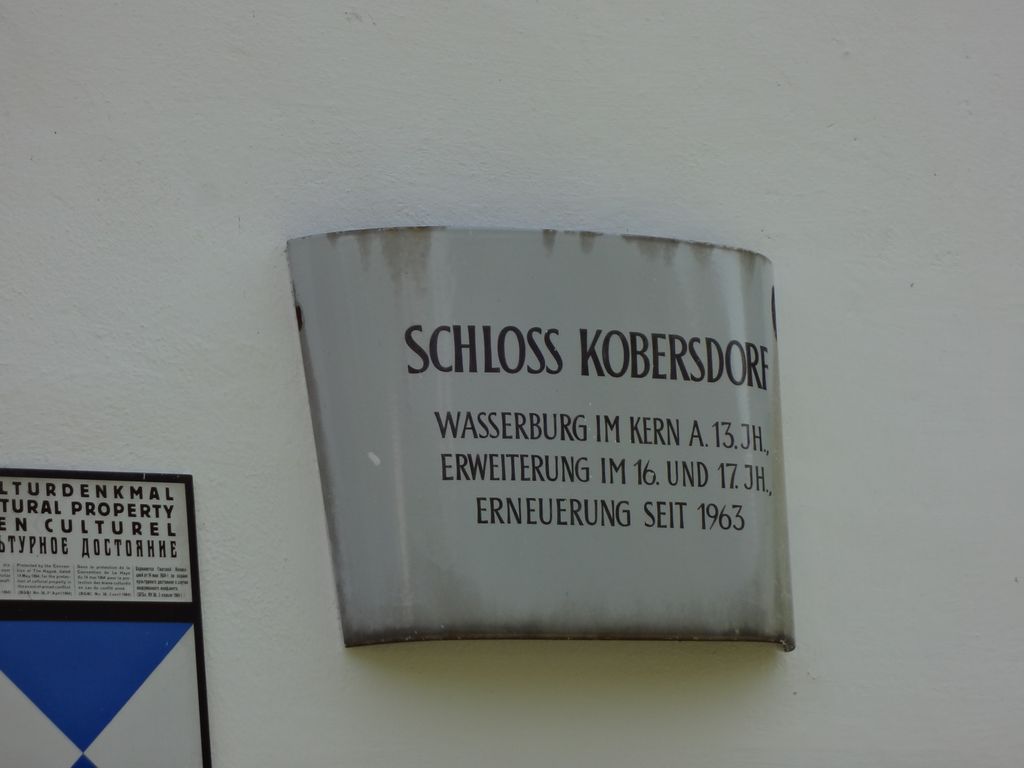 SCHLOSS KOBERSDORF
WASSERBURG IM KERN A. 13. JH.,
ERWEITERUNG IM 16. UND 17. JH.,
ERNEUERUNG SEIT 1963
LTURDENKMAL
TURAL PROPERTY
EN CULTUREL
ЬТУРНОЕ ДОСТОЯНИЕ